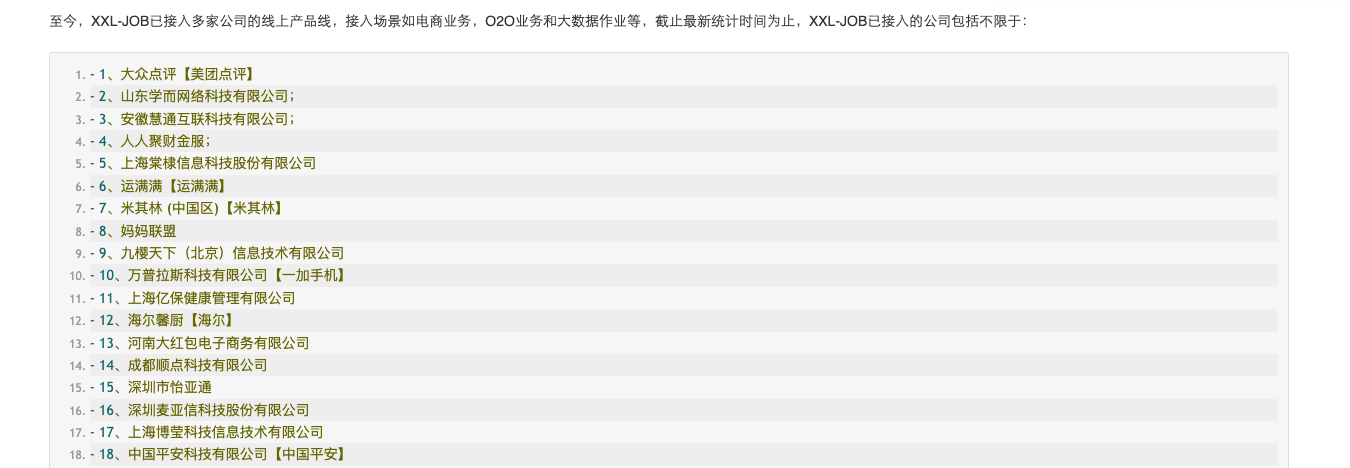 至今，XXL-JOB已接入多家公司的线上产品线，接入场景如电商业务，O2O业务和大数据作业等，截止最新统计时间为止，XXL-JOB已接入的公司包括不限于：
1. - 1、大众点评【美团点评】
2. - 2、山东学而网络科技有限公司；
3. - 3、安徽慧通互联科技有限公司；
4. - 4、人人聚财金服；
5. - 5、上海棠棣信息科技股份有限公司
6. - 6、运满满【运满满】
7. - 7、米其林 (中国区)【米其林】
8. - 8、妈妈联盟
9. - 9、九樱天下（北京）信息技术有限公司
10. - 10、万普拉斯科技有限公司【一加手机】
11. - 11、上海亿保健康管理有限公司
12. - 12、海尔馨厨【海尔】
13. - 13、河南大红包电子商务有限公司
14. - 14、成都顺点科技有限公司
15. - 15、深圳市怡亚通
16. - 16、深圳麦亚信科技股份有限公司
17. - 17、上海博莹科技信息技术有限公司
18. - 18、中国平安科技有限公司【中国平安】